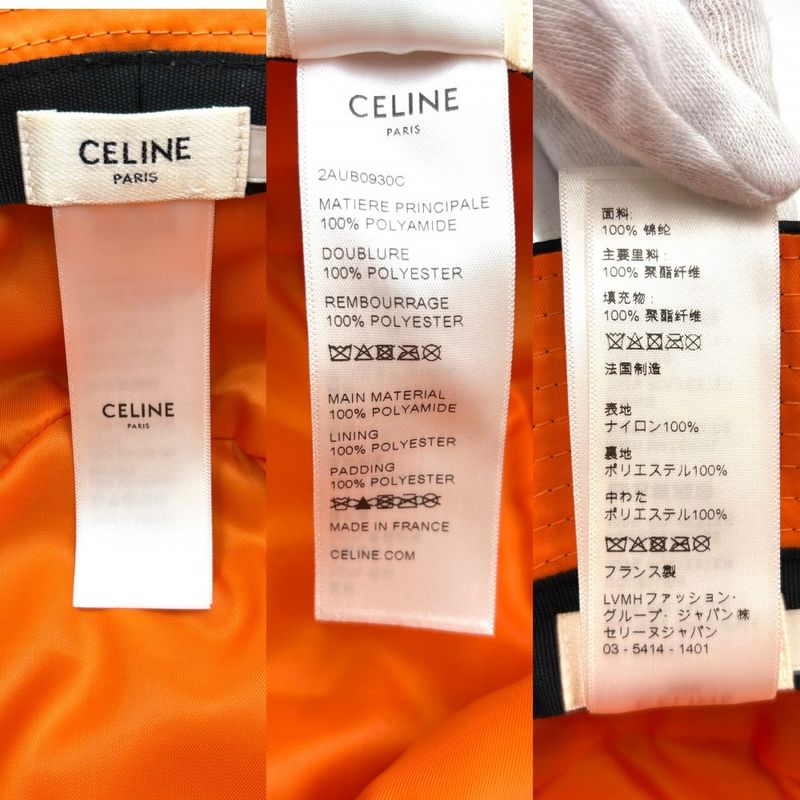 CELINE
PARIS
CELINE
PARIS
CELINE
PARIS
2AUB0930C
MATIERE PRINCIPALE
100% POLYAMIDE
DOUBLURE
100% POLYESTER
REMBOURRAGE
100% POLYESTER
MAIN MATERIAL
100% POLYAMIDE
LINING
100% POLYESTER
PADDING
100% POLYESTER
MADE IN FRANCE
CELINE.COM
面料:
100% 锦纶
主要里料:
100% 聚酯纤维
填充物:
100% 聚酯纤维
法国制造
表地
ナイロン100%
裏地
ポリエステル100%
中わた
ポリエステル100%
フランス製
LVMHファッション・
グループ・ジャパン㈱
セリーヌジャパン
03 - 5414 - 1401